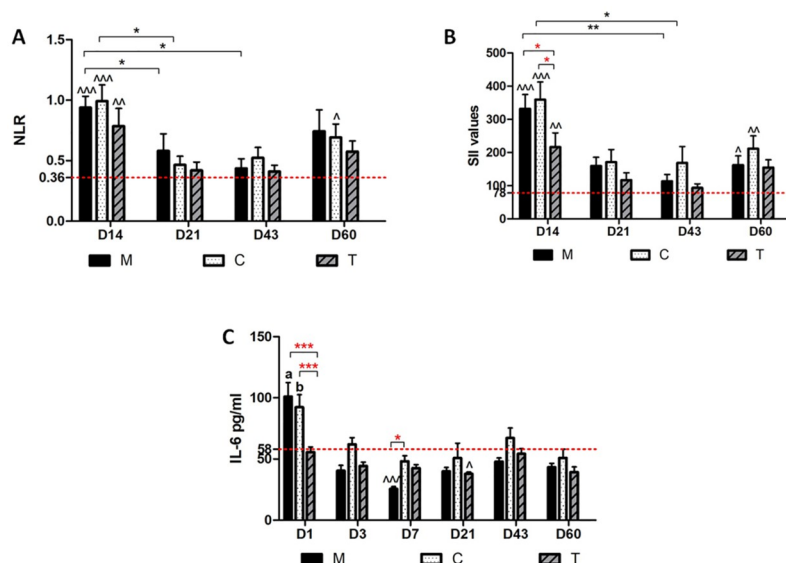 A
*
*
*
^^^
^^^
^^
^
NLR
1.5
1.0
0.5
0.36
0.0
D14 D21 D43 D60
M C T
B
*
**
*
*
^^^
^^^
^^
^
^^
SII values
500
400
300
200
100
78
0
D14 D21 D43 D60
M C T
C
***
***
a
b
*
^^^
^
IL-6 pg/ml
150
100
58
50
0
D1 D3 D7 D21 D43 D60
M C T